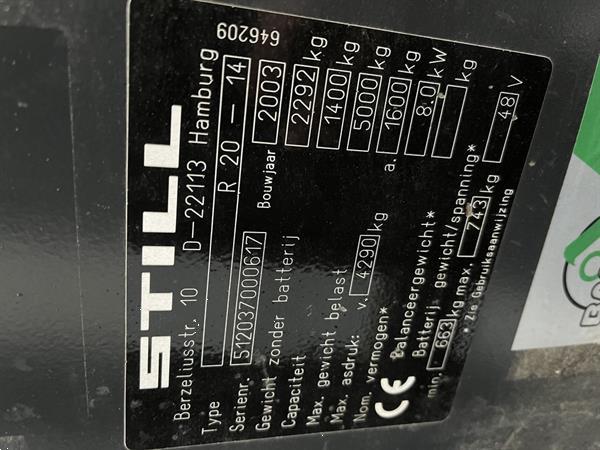 STILL
Berzeliusstr. 10 D-22113 Hamburg 646209
Type R 20 - 14
Serienr. 512037000617 Bouwjaar 2003
Gewicht zonder batterij 2292 kg
Capaciteit 1400 kg
Max. gewicht belast 5000 kg
Max. asdruk: v. 4290 kg a. 1600 kg
Nom. vermogen* 8.0 kW
Balanceergewicht* kg
Batterij gewicht/spanning*
min. 663 kg max. 743 kg 48 V
* Zie Gebruiksaanwijzing
CE